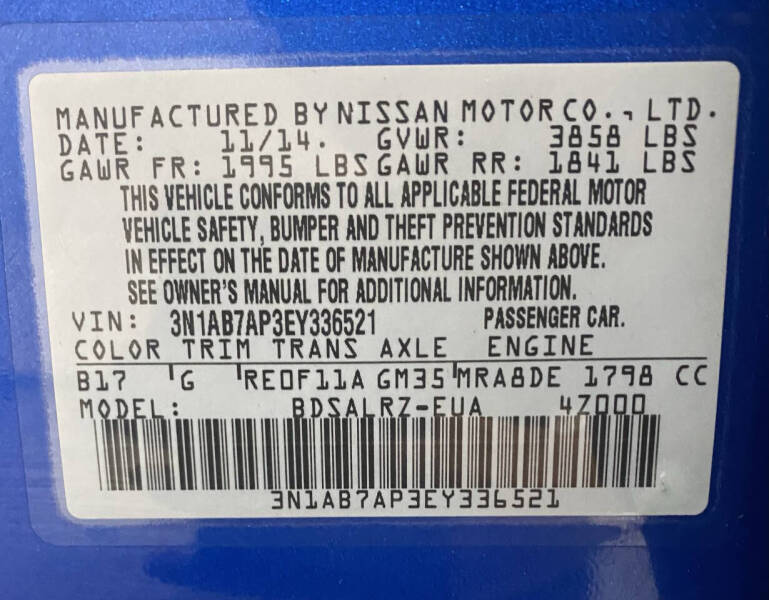 MANUFACTURED BY NISSAN MOTOR CO., LTD.
DATE: 11/14. GVWR: 3858 LBS
GAWR FR: 1995 LBS GAWR RR: 1841 LBS
THIS VEHICLE CONFORMS TO ALL APPLICABLE FEDERAL MOTOR
VEHICLE SAFETY, BUMPER AND THEFT PREVENTION STANDARDS
IN EFFECT ON THE DATE OF MANUFACTURE SHOWN ABOVE.
SEE OWNER'S MANUAL FOR ADDITIONAL INFORMATION.
VIN: 3N1AB7AP3EY336521 PASSENGER CAR.
COLOR TRIM TRANS AXLE ENGINE
B17 G RE0F11A GM35 MRA8DE 1798 CC
MODEL: BDSALRZ-EUA 4Z000
3N1AB7AP3EY336521